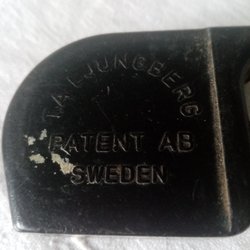 T.A LJUNGBERG
PATENT AB
SWEDEN